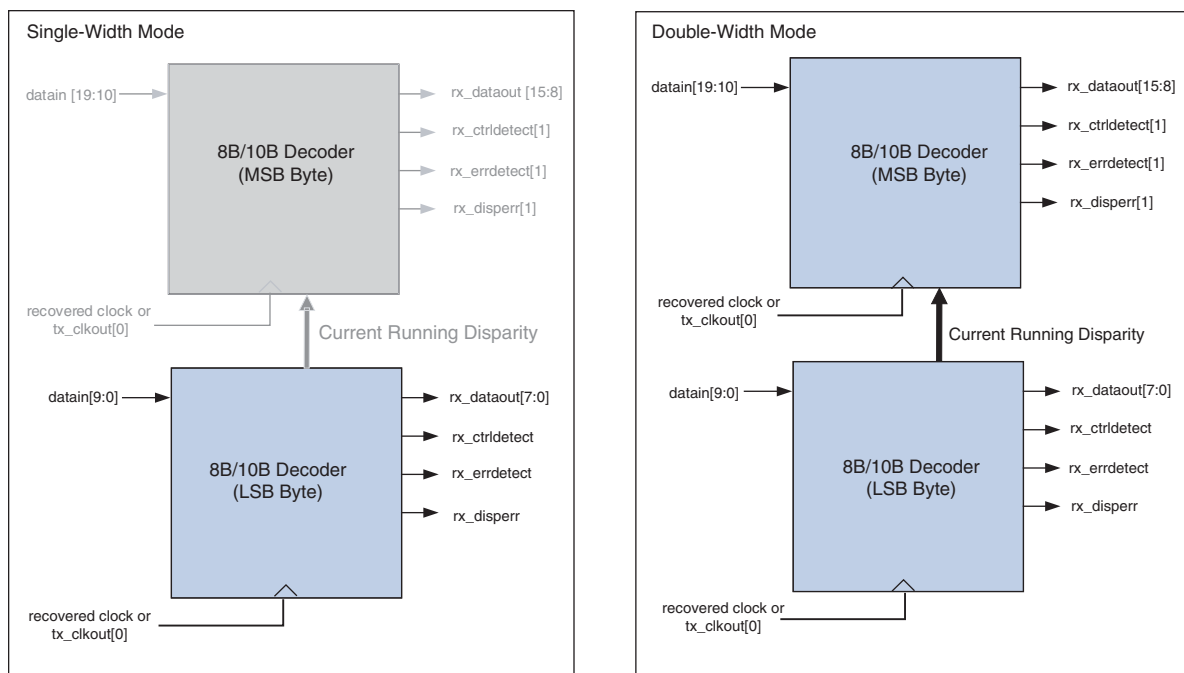 Single-Width Mode
datain [19:10]
8B/10B Decoder
(MSB Byte)
rx_dataout [15:8]
rx_ctrldetect[1]
rx_errdetect[1]
rx_disperr[1]
recovered clock or
tx_clkout[0]
Current Running Disparity
datain[9:0]
8B/10B Decoder
(LSB Byte)
rx_dataout[7:0]
rx_ctrldetect
rx_errdetect
rx_disperr
recovered clock or
tx_clkout[0]
Double-Width Mode
datain[19:10]
8B/10B Decoder
(MSB Byte)
rx_dataout[15:8]
rx_ctrldetect[1]
rx_errdetect[1]
rx_disperr[1]
recovered clock or
tx_clkout[0]
Current Running Disparity
datain[9:0]
8B/10B Decoder
(LSB Byte)
rx_dataout[7:0]
rx_ctrldetect
rx_errdetect
rx_disperr
recovered clock or
tx_clkout[0]